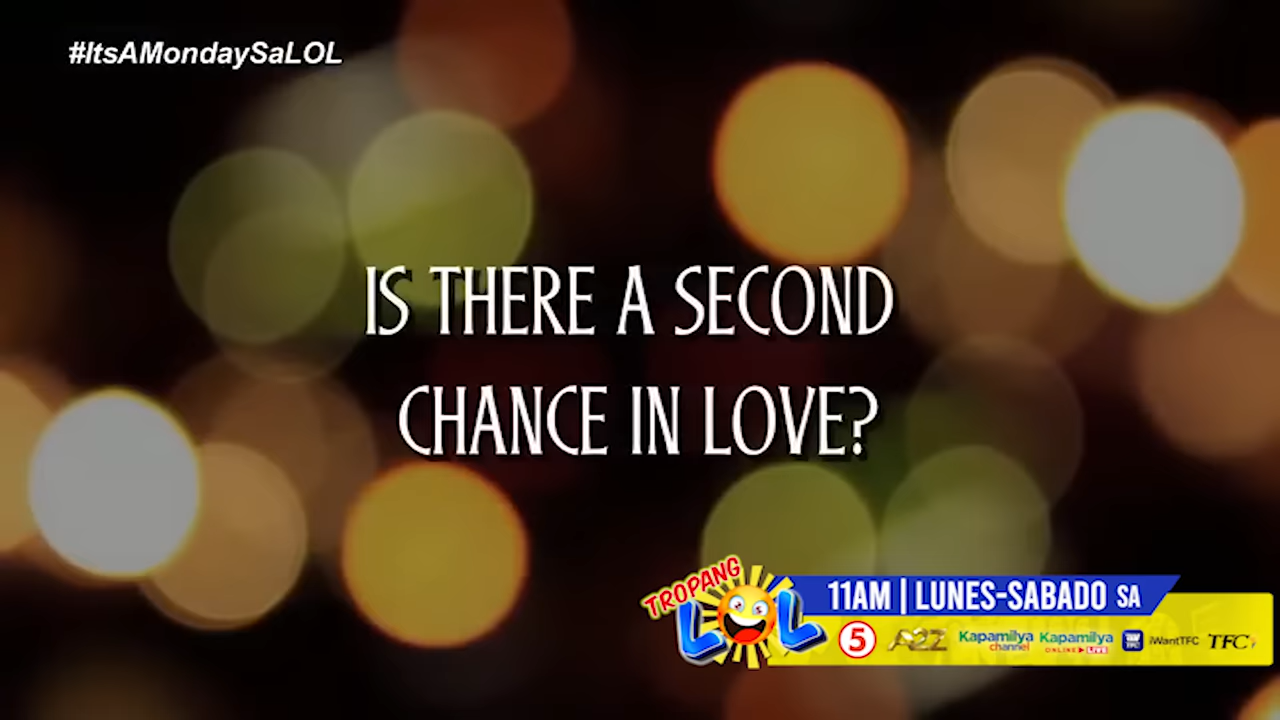 #ItsAMondaySaLOL
IS THERE A SECOND
CHANCE IN LOVE?
TROPANG
LOL
11AM | LUNES-SABADO SA
5 A2Z Kapamilya channel Kapamilya ONLINE LIVE iWantTFC TFC